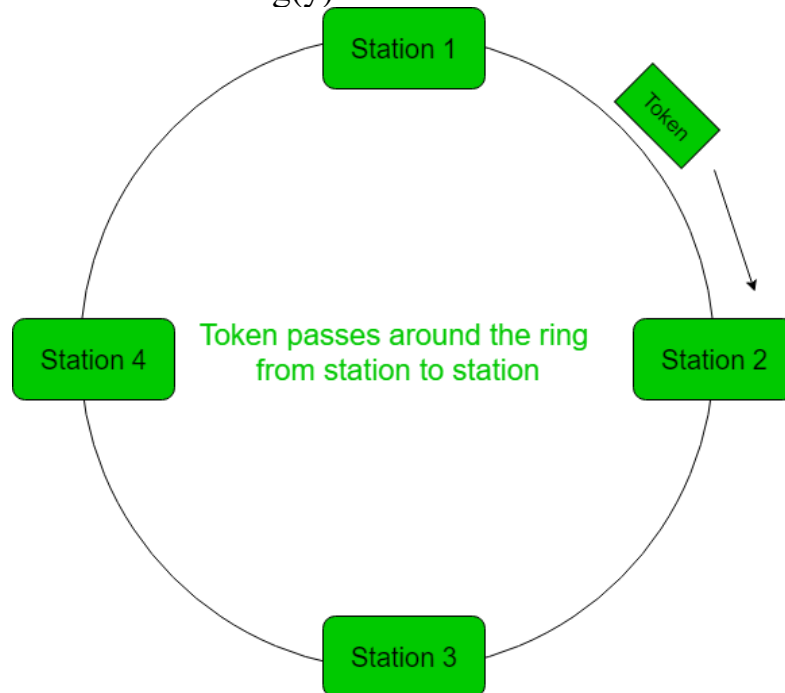 g(y)
Station 1
Token
Station 4
Token passes around the ring
from station to station
Station 2
Station 3